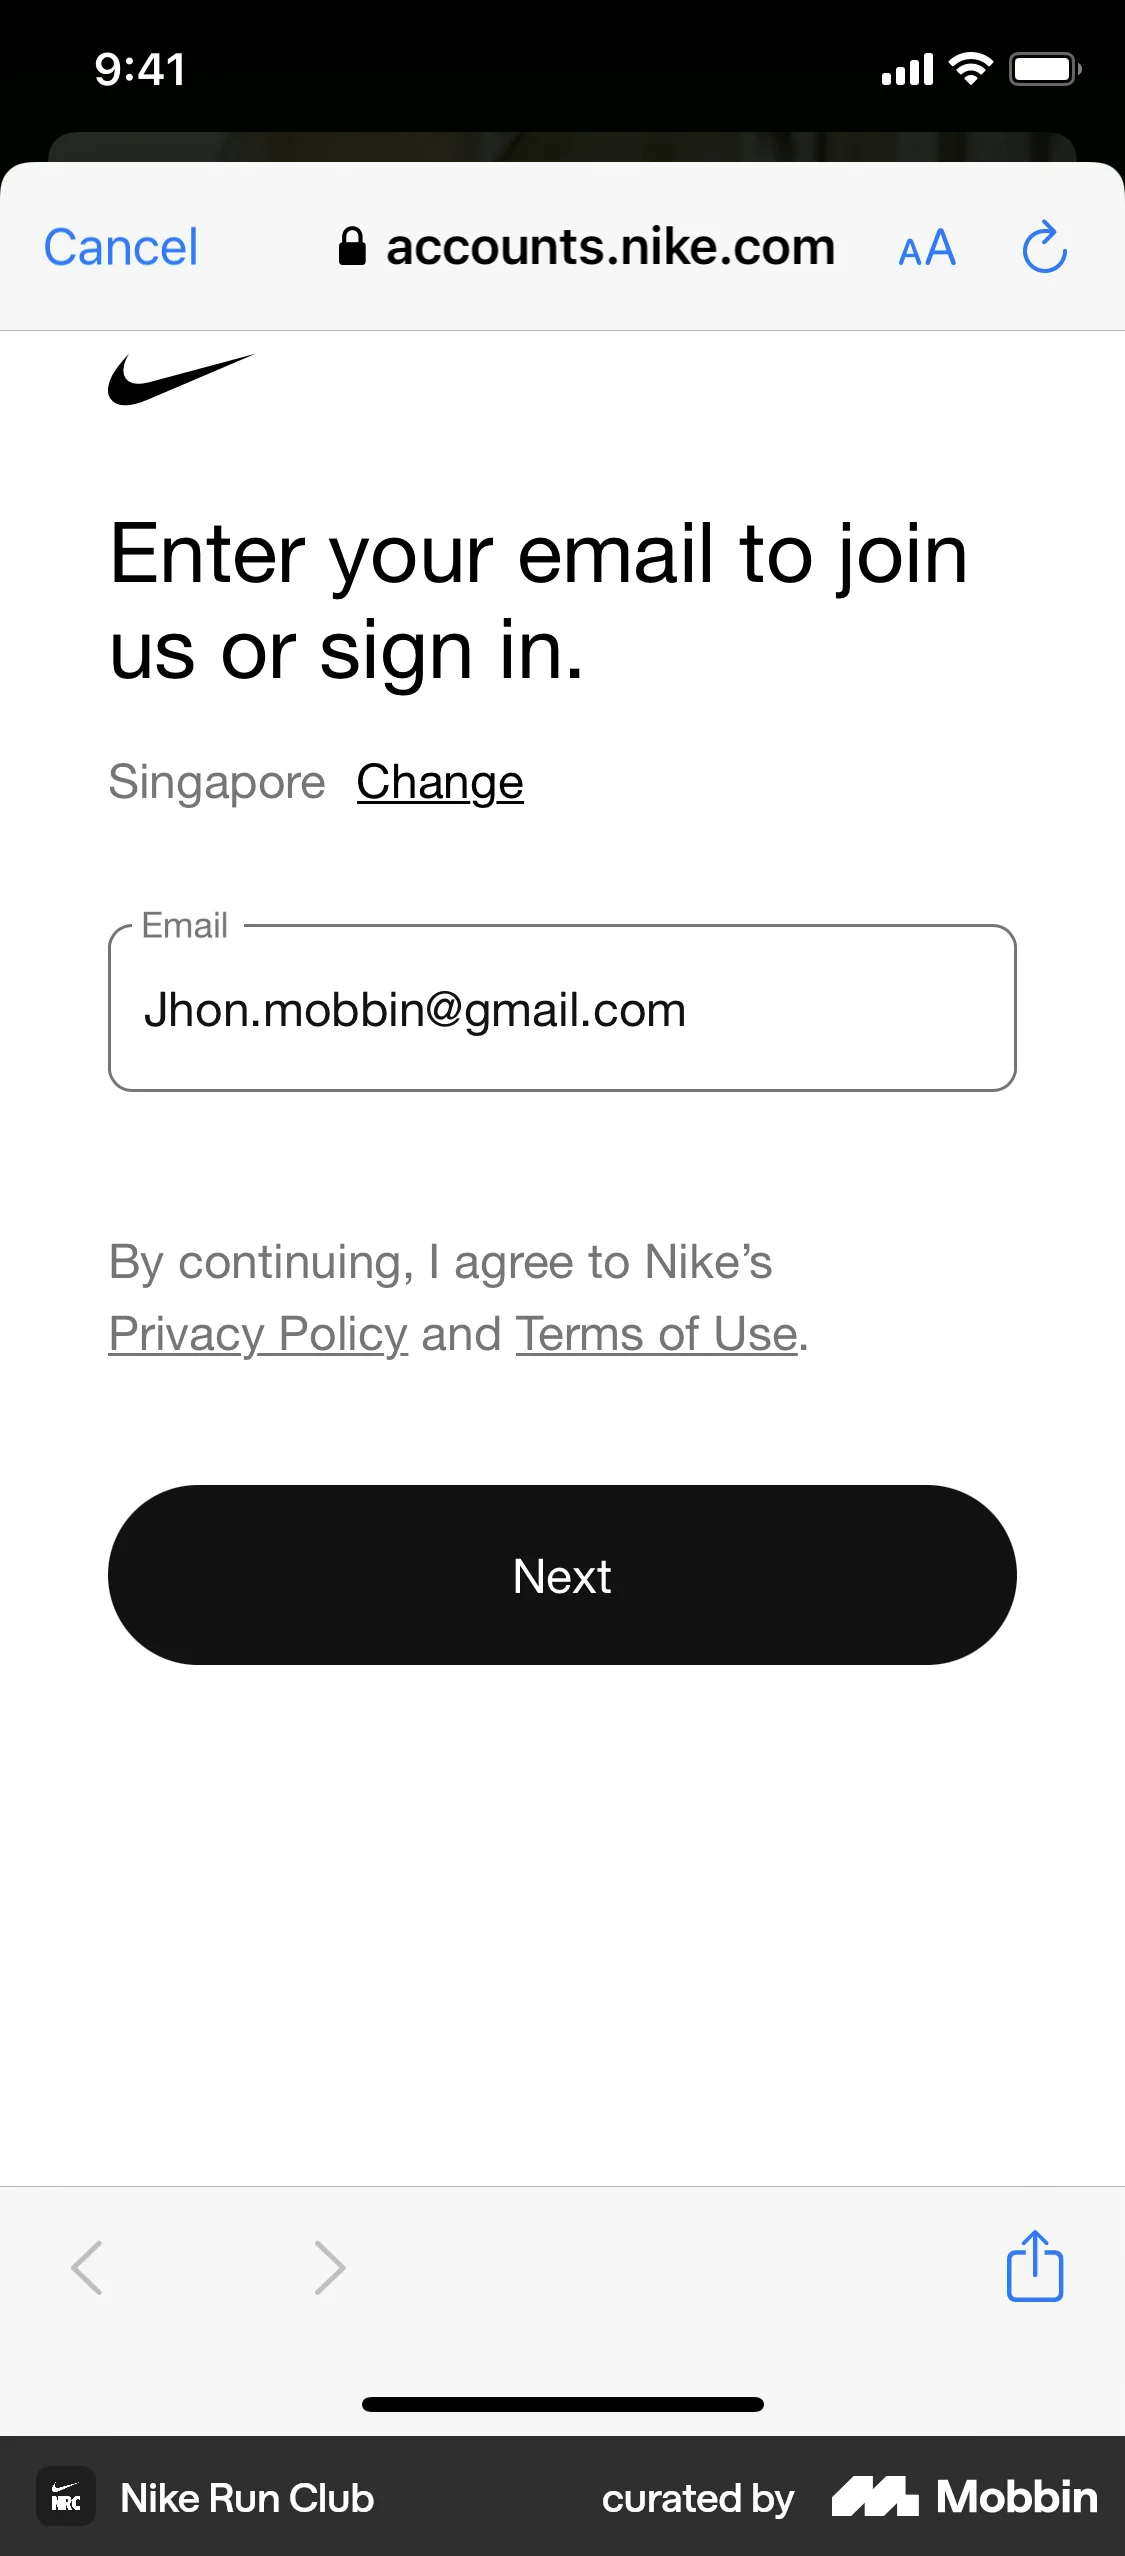 9:41
Cancel accounts.nike.com AA
Enter your email to join
us or sign in.
Singapore Change
Email
Jhon.mobbin@gmail.com
By continuing, I agree to Nike’s
Privacy Policy and Terms of Use.
Next
NRC Nike Run Club curated by Mobbin